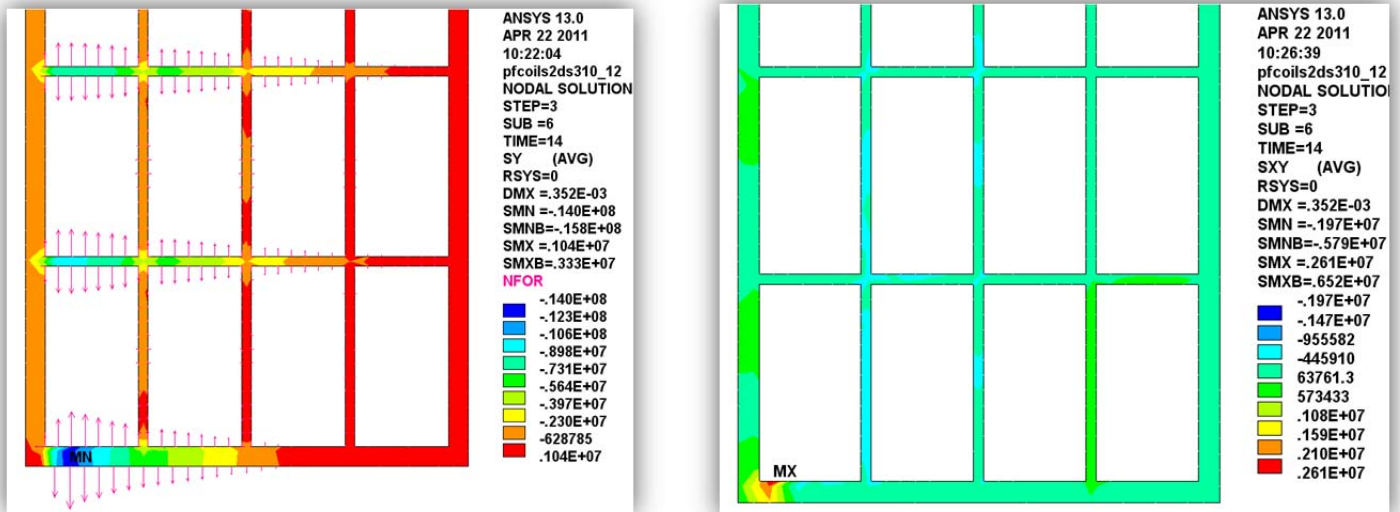 ANSYS 13.0
APR 22 2011
10:22:04
pfcoils2ds310_12
NODAL SOLUTION
STEP=3
SUB =6
TIME=14
SY (AVG)
RSYS=0
DMX =.352E-03
SMN =-.140E+08
SMNB=-.158E+08
SMX =.104E+07
SMXB=.333E+07
NFOR
-.140E+08
-.123E+08
-.106E+08
-.898E+07
-.731E+07
-.564E+07
-.397E+07
-.230E+07
-628785
.104E+07
MN
ANSYS 13.0
APR 22 2011
10:26:39
pfcoils2ds310_12
NODAL SOLUTIO
STEP=3
SUB =6
TIME=14
SXY (AVG)
RSYS=0
DMX =.352E-03
SMN =-.197E+07
SMNB=-.579E+07
SMX =.261E+07
SMXB=.652E+07
-.197E+07
-.147E+07
-955582
-445910
63761.3
573433
.108E+07
.159E+07
.210E+07
.261E+07
MX